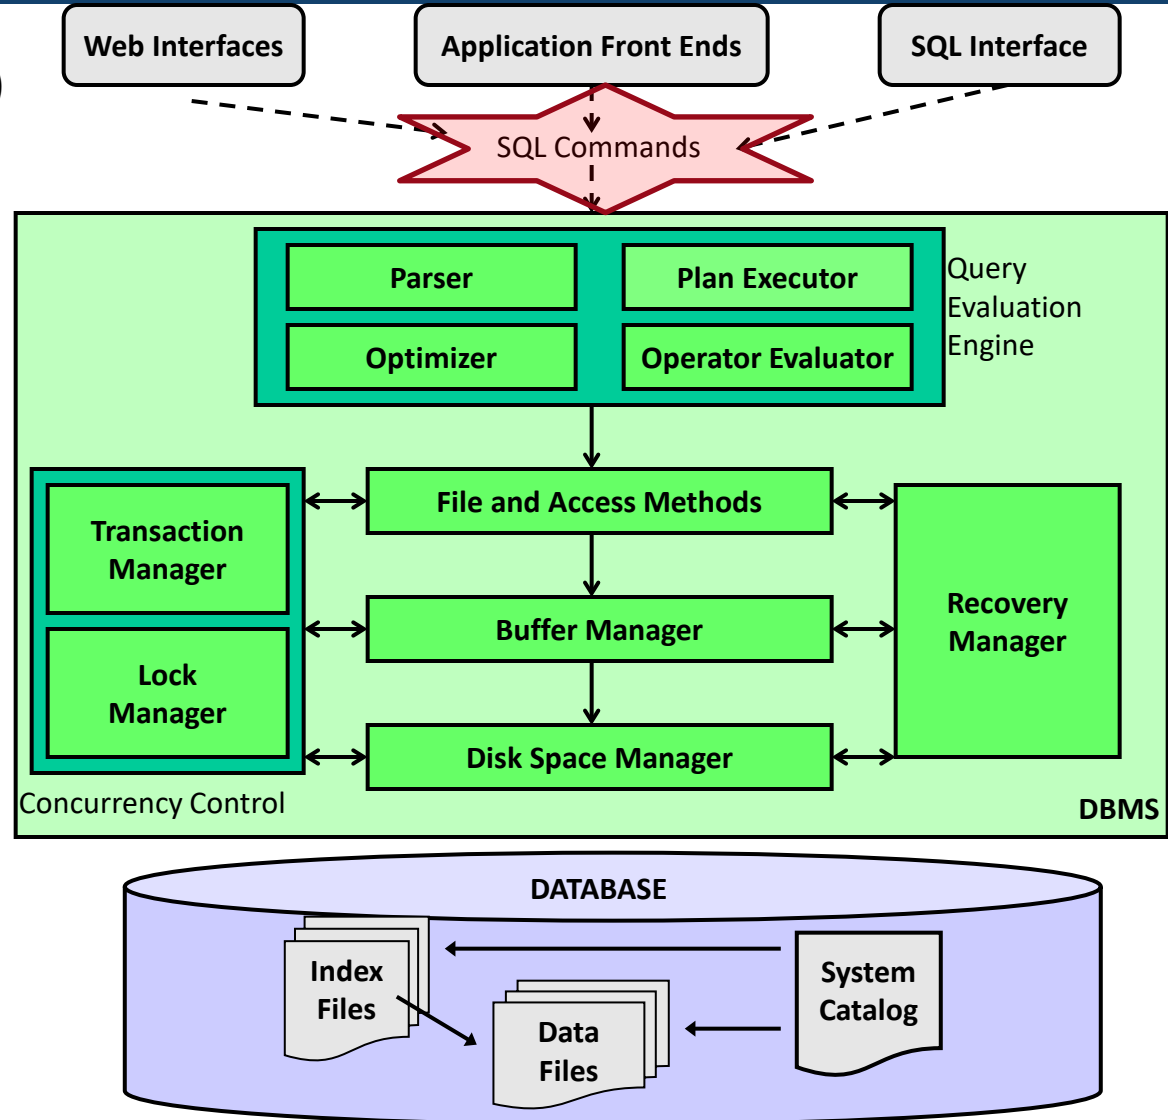 Web Interfaces
Application Front Ends
SQL Interface
)
SQL Commands
Parser
Plan Executor
Optimizer
Operator Evaluator
Query
Evaluation
Engine
File and Access Methods
Transaction
Manager
Lock
Manager
Buffer Manager
Recovery
Manager
Disk Space Manager
Concurrency Control
DBMS
DATABASE
Index
Files
Data
Files
System
Catalog